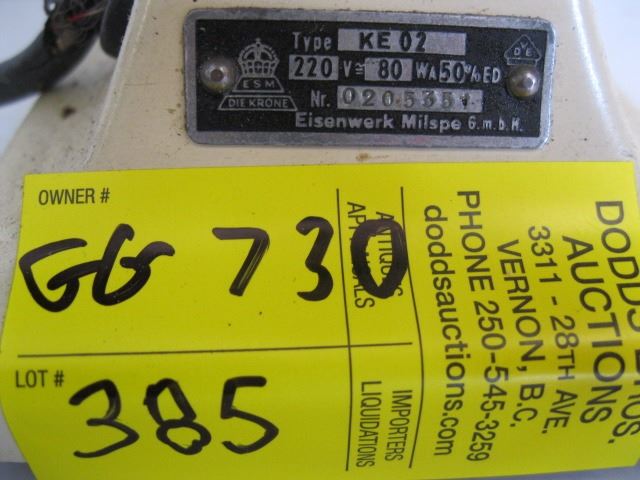 Type KE 02
220 V 80 WA 50% ED
Nr. 0205351
Eisenwerk Milspe G.m.b.H.
ESM
DIE KRONE
OWNER #
GG 730
LOT #
385
ANTIQUES
APPRAISALS
IMPORTERS
LIQUIDATIONS
DODDS BROS.
AUCTIONS
3311 - 28TH AVE.
VERNON, B.C.
PHONE 250-545-3259
doddsauctions.com